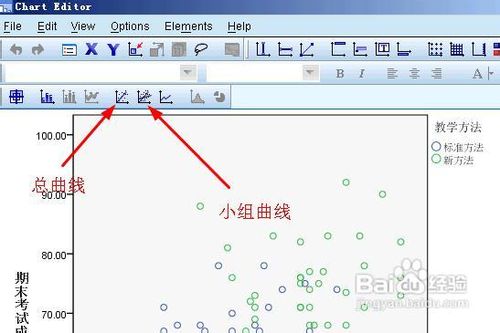 Chart Editor
File Edit View Options Elements Help
X Y
B I
总曲线
小组曲线
100.00
90.00
80.00
70.00
期末考试成
教学方法
标准方法
新方法
Baidu 经验
jingyan.baidu.com